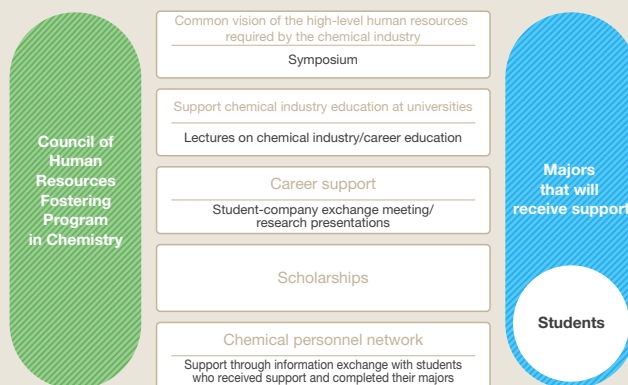 Council of
Human
Resources
Fostering
Program
in Chemistry
Common vision of the high-level human resources
required by the chemical industry
Symposium
Support chemical industry education at universities
Lectures on chemical industry/career education
Career support
Student-company exchange meeting/
research presentations
Scholarships
Chemical personnel network
Support through information exchange with students
who received support and completed their majors
Majors
that will
receive support
Students